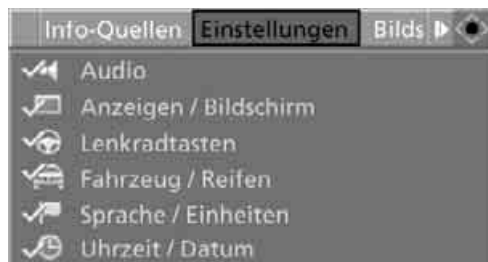 Info-Quellen Einstellungen Bilds
Audio
Anzeigen / Bildschirm
Lenkradtasten
Fahrzeug / Reifen
Sprache / Einheiten
Uhrzeit / Datum